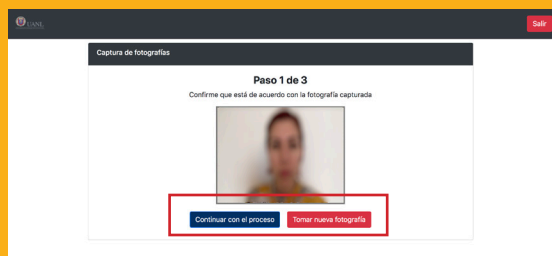 UANL
Salir
Captura de fotografías
Paso 1 de 3
Confirme que está de acuerdo con la fotografía capturada
Continuar con el proceso
Tomar nueva fotografía